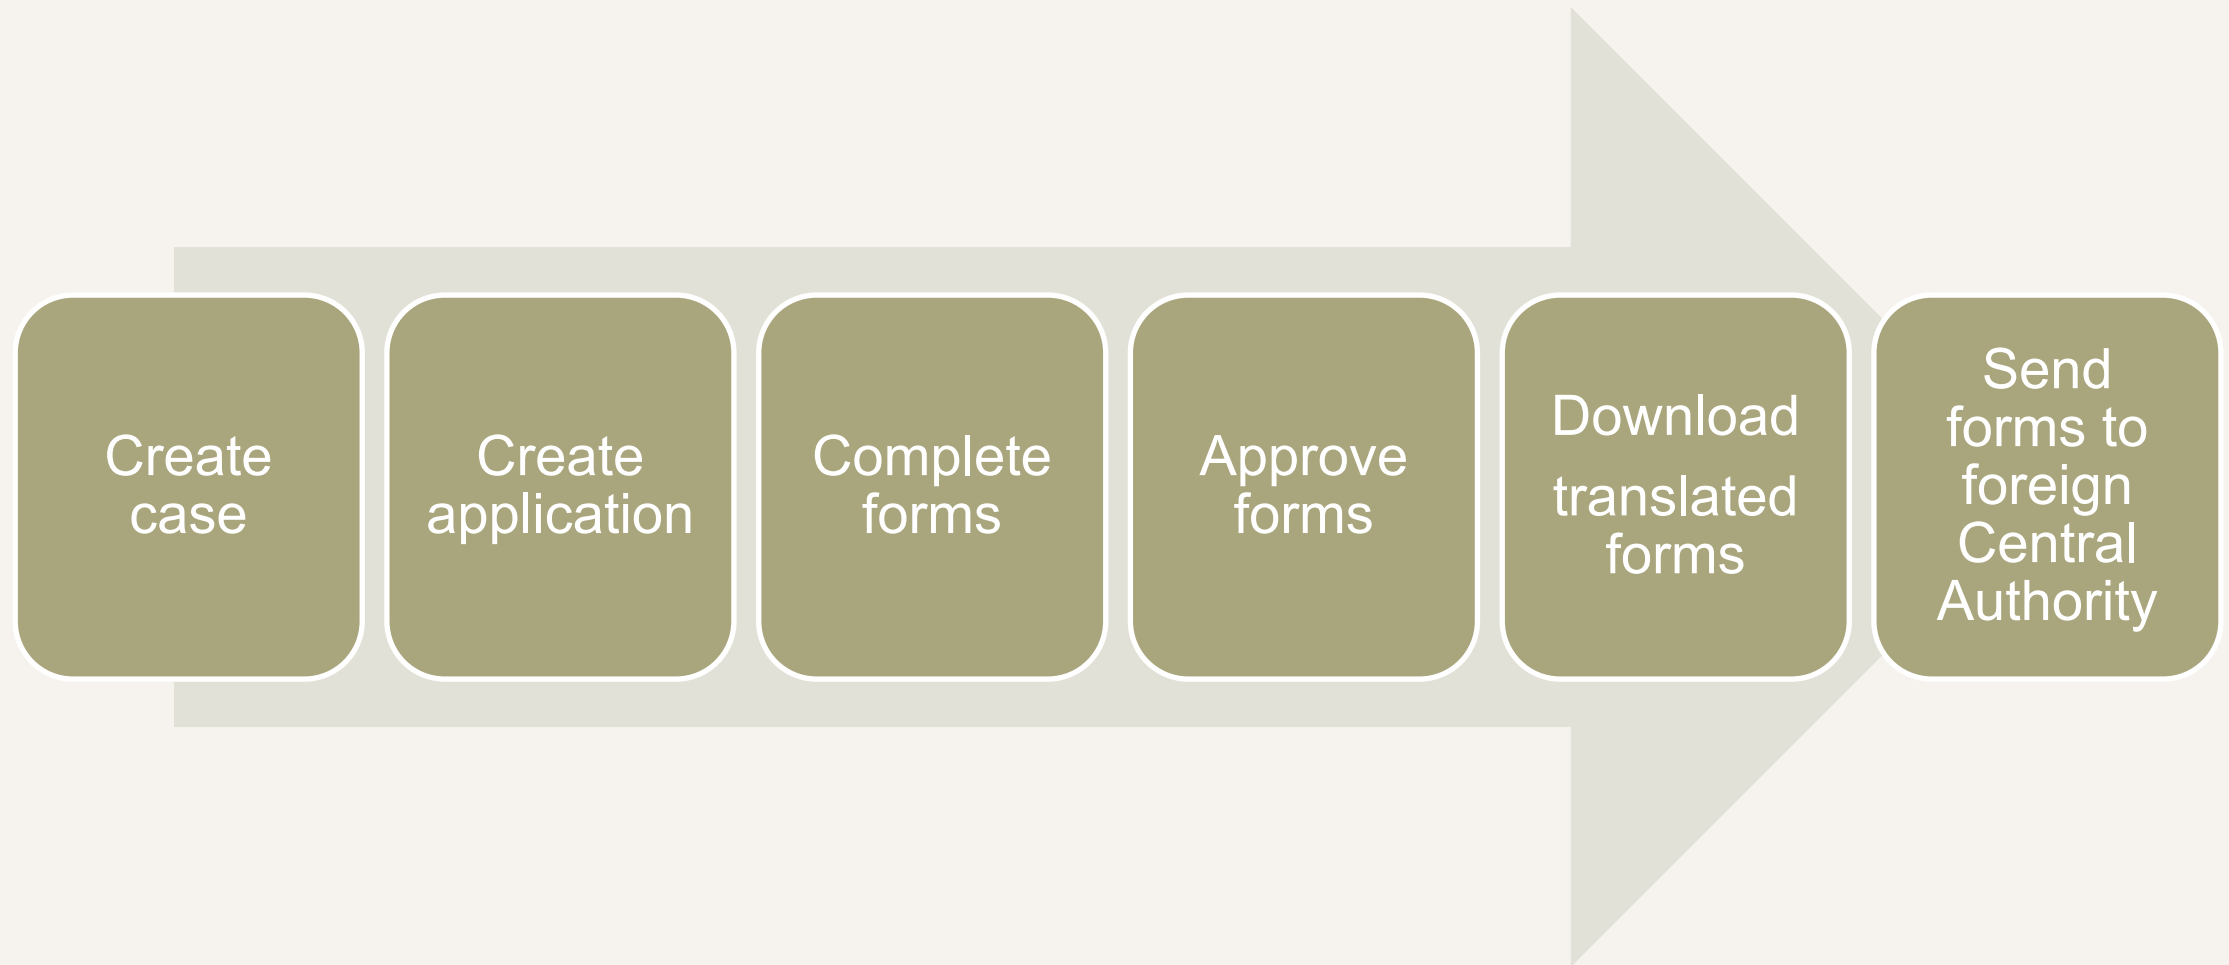 Create
case
Create
application
Complete
forms
Approve
forms
Download
translated
forms
Send
forms to
foreign
Central
Authority